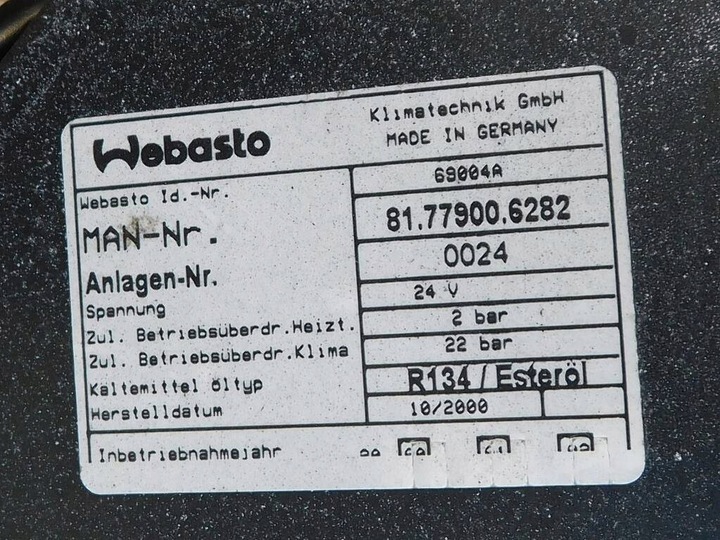 Webasto Klimatechnik GmbH
MADE IN GERMANY
Webasto Id.-Nr. 69004A
MAN-Nr. 81.77900.6282
Anlagen-Nr. 0024
Spannung 24 V
Zul. Betriebsüberdr.Heizt. 2 bar
Zul. Betriebsüberdr.Klima 22 bar
Kältemittel Öltyp R134 / Esteröl
Herstelldatum 10/2000
Inbetriebnahmejahr